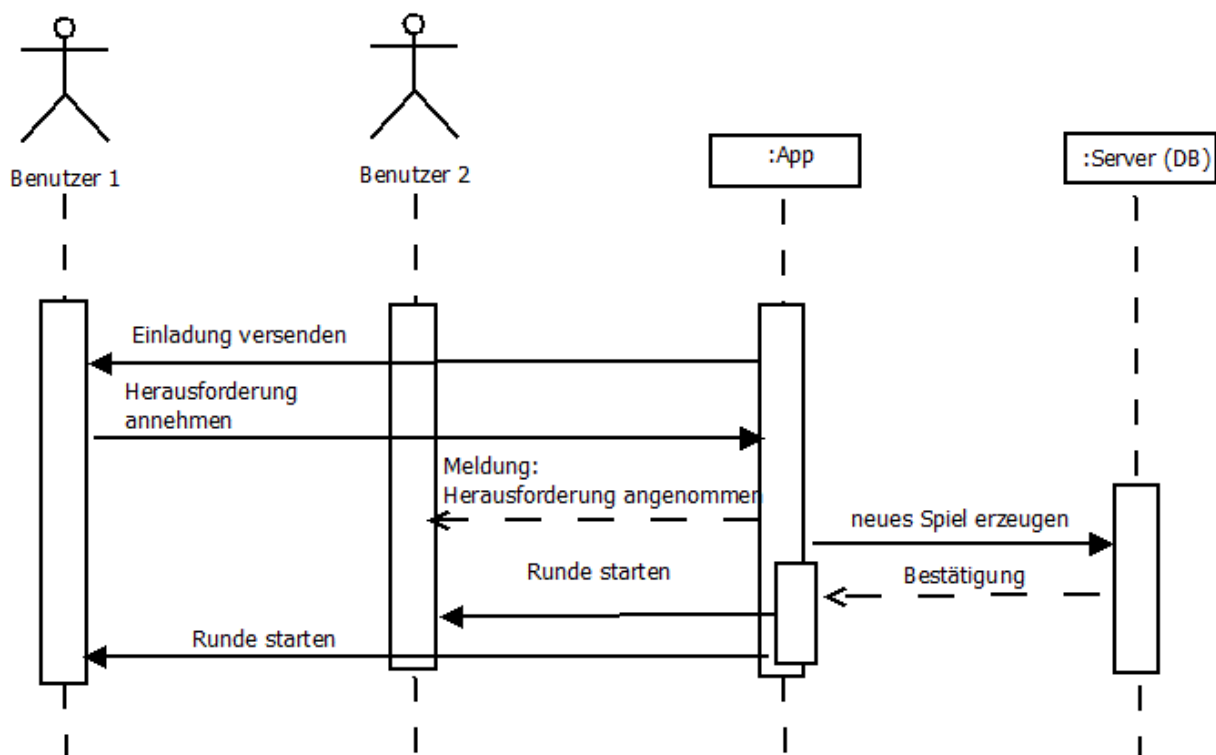 Benutzer 1
Benutzer 2
:App
:Server (DB)
Einladung versenden
Herausforderung
annehmen
Meldung:
Herausforderung angenommen
neues Spiel erzeugen
Bestätigung
Runde starten
Runde starten